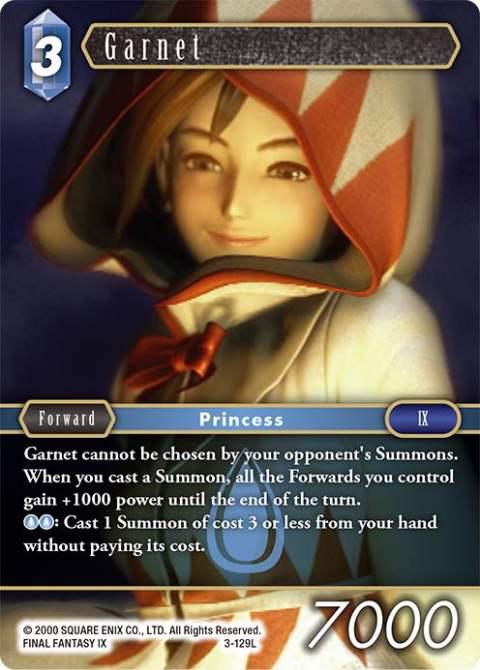 3
Garnet
Forward
Princess
IX
Garnet cannot be chosen by your opponent's Summons.
When you cast a Summon, all the Forwards you control
gain +1000 power until the end of the turn.
: Cast 1 Summon of cost 3 or less from your hand
without paying its cost.
© 2000 SQUARE ENIX CO., LTD. All Rights Reserved.
FINAL FANTASY IX
3-129L
7000